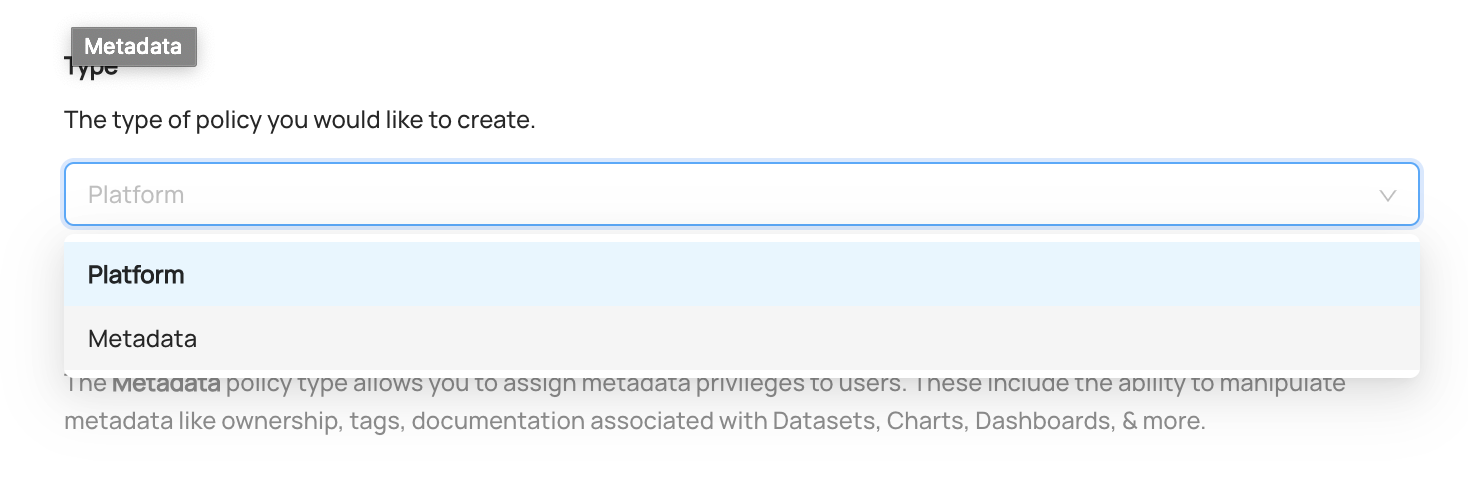 Metadata
Type
The type of policy you would like to create.
Platform
Platform
Metadata
The Metadata policy type allows you to assign metadata privileges to users. These include the ability to manipulate
metadata like ownership, tags, documentation associated with Datasets, Charts, Dashboards, & more.